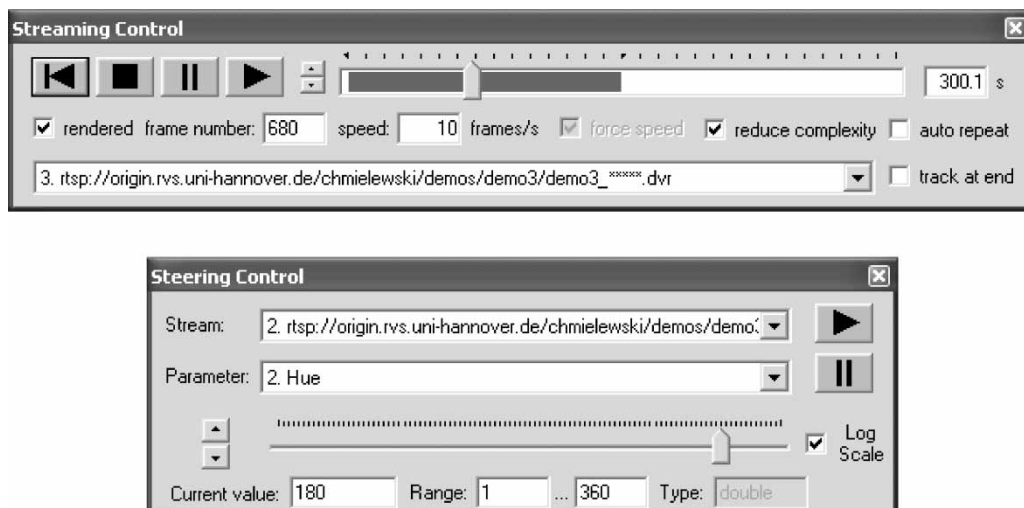 Streaming Control
300.1 s
rendered frame number: 680 speed: 10 frames/s force speed reduce complexity auto repeat
3. rtsp://origin.rvs.uni-hannover.de/chmielewski/demos/demo3/demo3_*****.dvr track at end
Steering Control
Stream: 2. rtsp://origin.rvs.uni-hannover.de/chmielewski/demos/demo3
Parameter: 2. Hue
Log
Scale
Current value: 180 Range: 1 ... 360 Type: double